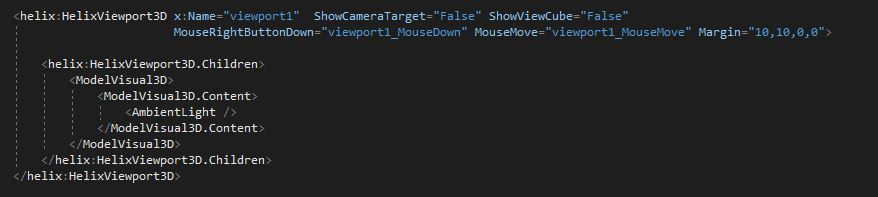 <helix:HelixViewport3D x:Name="viewport1"  ShowCameraTarget="False" ShowViewCube="False"
MouseRightButtonDown="viewport1_MouseDown" MouseMove="viewport1_MouseMove" Margin="10,10,0,0">
<helix:HelixViewport3D.Children>
<ModelVisual3D>
<ModelVisual3D.Content>
<AmbientLight />
</ModelVisual3D.Content>
</ModelVisual3D>
</helix:HelixViewport3D.Children>
</helix:HelixViewport3D>